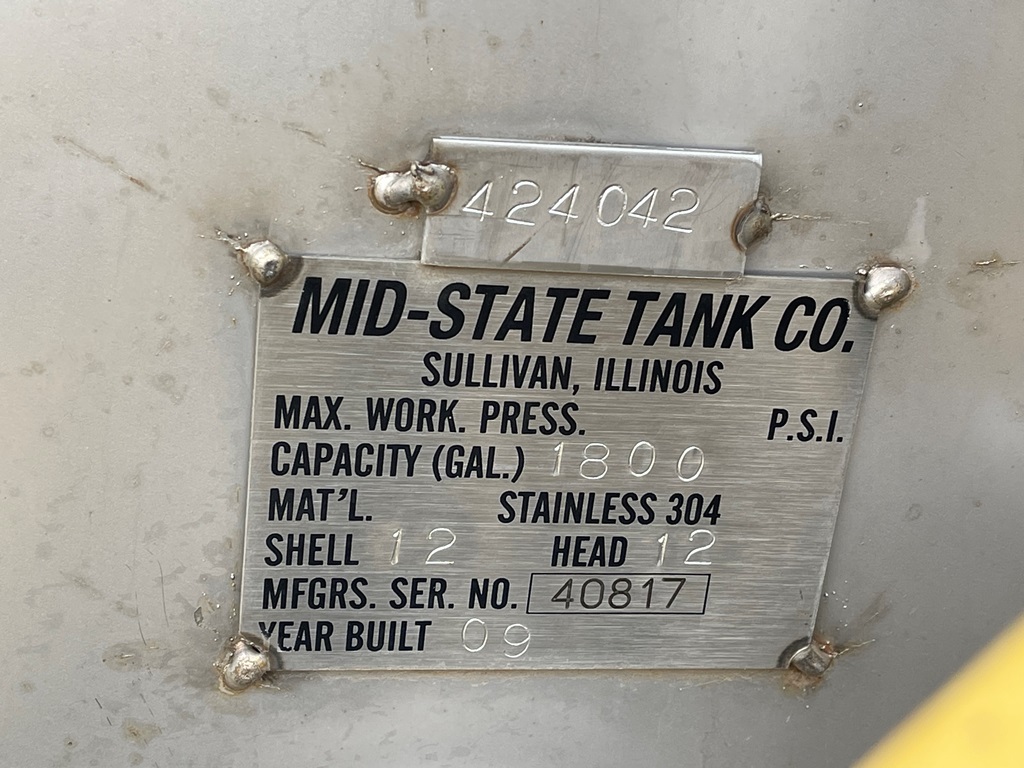 424042
MID-STATE TANK CO.
SULLIVAN, ILLINOIS
MAX. WORK. PRESS. P.S.I.
CAPACITY (GAL.) 1800
MAT'L. STAINLESS 304
SHELL 12 HEAD 12
MFGRS. SER. NO. 40817
YEAR BUILT 09